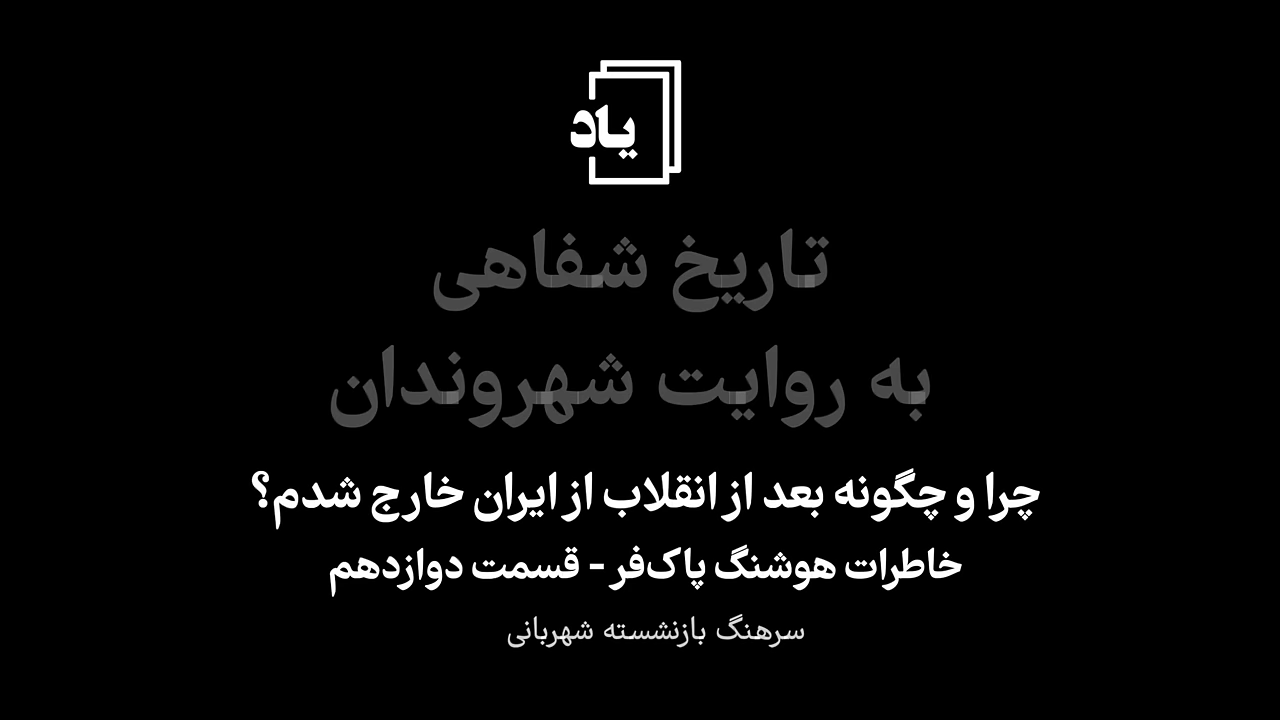 یاد
تاریخ شفاهی
به روایت شهروندان
چرا و چگونه بعد از انقلاب از ایران خارج شدم؟
خاطرات هوشنگ پاک‌فر - قسمت دوازدهم
سرهنگ بازنشسته شهربانی